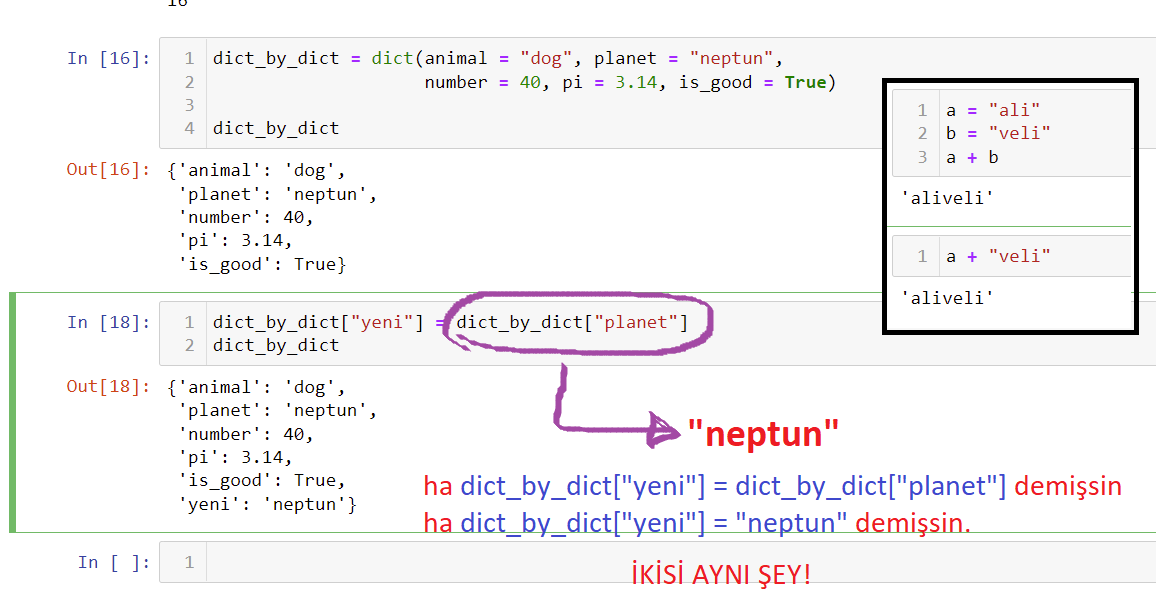 16
In [16]:
1 dict_by_dict = dict(animal = "dog", planet = "neptun",
2 number = 40, pi = 3.14, is_good = True)
3
4 dict_by_dict
Out[16]: {'animal': 'dog',
'planet': 'neptun',
'number': 40,
'pi': 3.14,
'is_good': True}
1 a = "ali"
2 b = "veli"
3 a + b
'aliveli'
1 a + "veli"
'aliveli'
In [18]:
1 dict_by_dict["yeni"] = dict_by_dict["planet"]
2 dict_by_dict
Out[18]: {'animal': 'dog',
'planet': 'neptun',
'number': 40,
'pi': 3.14,
'is_good': True,
'yeni': 'neptun'}
"neptun"
ha dict_by_dict["yeni"] = dict_by_dict["planet"] demişsin
ha dict_by_dict["yeni"] = "neptun" demişsin.
In [ ]:
1
İKİSİ AYNI ŞEY!